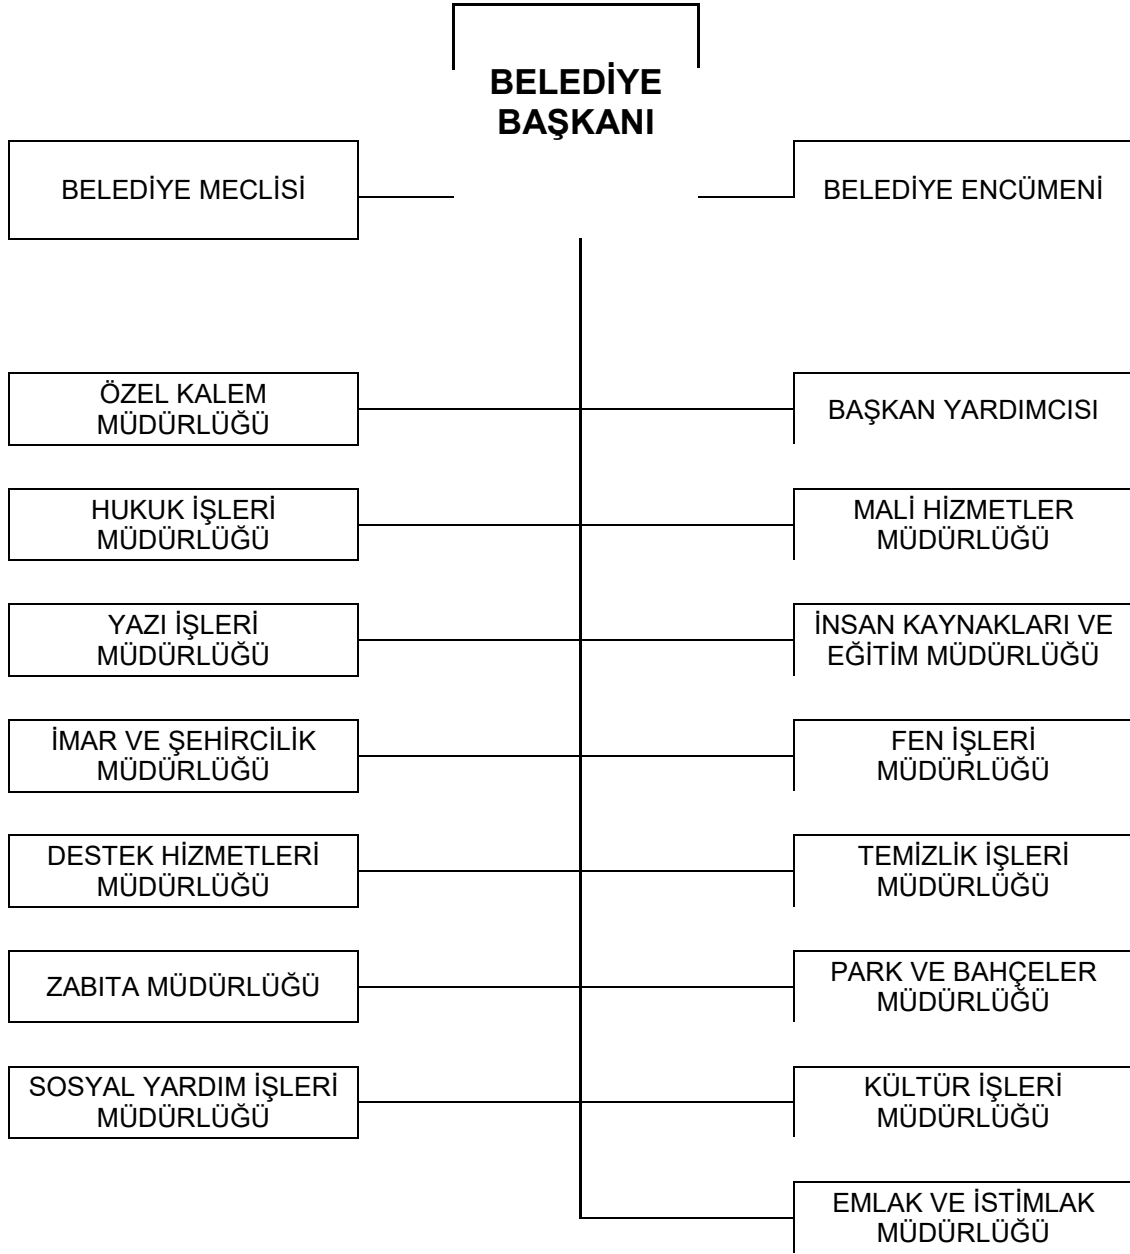 BELEDİYE
BAŞKANI
BELEDİYE MECLİSİ
BELEDİYE ENCÜMENİ
ÖZEL KALEM
MÜDÜRLÜĞÜ
BAŞKAN YARDIMCISI
HUKUK İŞLERİ
MÜDÜRLÜĞÜ
MALİ HİZMETLER
MÜDÜRLÜĞÜ
YAZI İŞLERİ
MÜDÜRLÜĞÜ
İNSAN KAYNAKLARI VE
EĞİTİM MÜDÜRLÜĞÜ
İMAR VE ŞEHİRCİLİK
MÜDÜRLÜĞÜ
FEN İŞLERİ
MÜDÜRLÜĞÜ
DESTEK HİZMETLERİ
MÜDÜRLÜĞÜ
TEMİZLİK İŞLERİ
MÜDÜRLÜĞÜ
ZABITA MÜDÜRLÜĞÜ
PARK VE BAHÇELER
MÜDÜRLÜĞÜ
SOSYAL YARDIM İŞLERİ
MÜDÜRLÜĞÜ
KÜLTÜR İŞLERİ
MÜDÜRLÜĞÜ
EMLAK VE İSTİMLAK
MÜDÜRLÜĞÜ